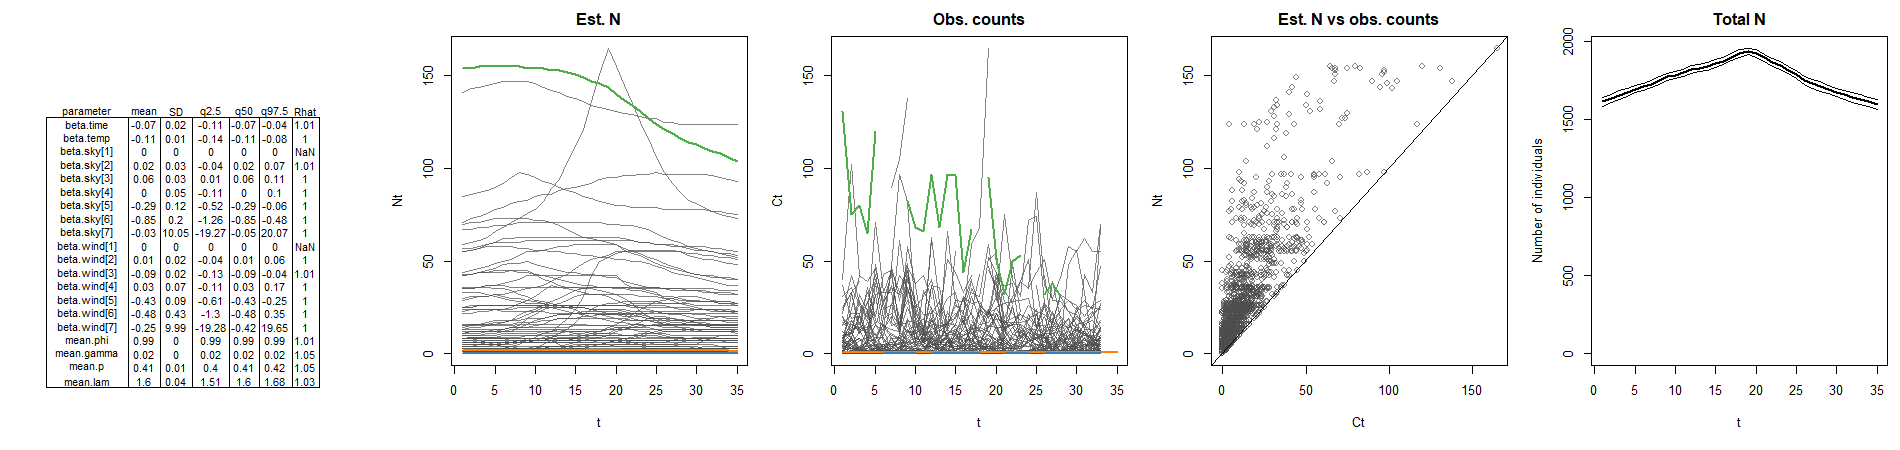 parameter mean SD q2.5 q50 q97.5 Rhat
beta.time -0.07 0.02 -0.11 -0.07 -0.04 1.01
beta.temp -0.11 0.01 -0.14 -0.11 -0.08 1
beta.sky[1] 0 0 0 0 0 NaN
beta.sky[2] 0.02 0.03 -0.04 0.02 0.07 1.01
beta.sky[3] 0.06 0.03 0.01 0.06 0.11 1
beta.sky[4] 0 0.05 -0.11 0 0.1 1
beta.sky[5] -0.29 0.12 -0.52 -0.29 -0.06 1
beta.sky[6] -0.85 0.2 -1.26 -0.85 -0.48 1
beta.sky[7] -0.03 10.05 -19.27 -0.05 20.07 1
beta.wind[1] 0 0 0 0 0 NaN
beta.wind[2] 0.01 0.02 -0.04 0.01 0.06 1
beta.wind[3] -0.09 0.02 -0.13 -0.09 -0.04 1.01
beta.wind[4] 0.03 0.07 -0.11 0.03 0.17 1
beta.wind[5] -0.43 0.09 -0.61 -0.43 -0.25 1
beta.wind[6] -0.48 0.43 -1.3 -0.48 0.35 1
beta.wind[7] -0.25 9.99 -19.28 -0.42 19.65 1
mean.phi 0.99 0 0.99 0.99 0.99 1.01
mean.gamma 0.02 0 0.02 0.02 0.02 1.05
mean.p 0.41 0.01 0.4 0.41 0.42 1.05
mean.lam 1.6 0.04 1.51 1.6 1.68 1.03
Est. N
Nt
150
100
50
0
0 5 10 15 20 25 30 35
t
Obs. counts
Ct
150
100
50
0
0 5 10 15 20 25 30 35
t
Est. N vs obs. counts
Nt
150
100
50
0
0 50 100 150
Ct
Total N
Number of individuals
2000
1500
1000
500
0
0 5 10 15 20 25 30 35
t